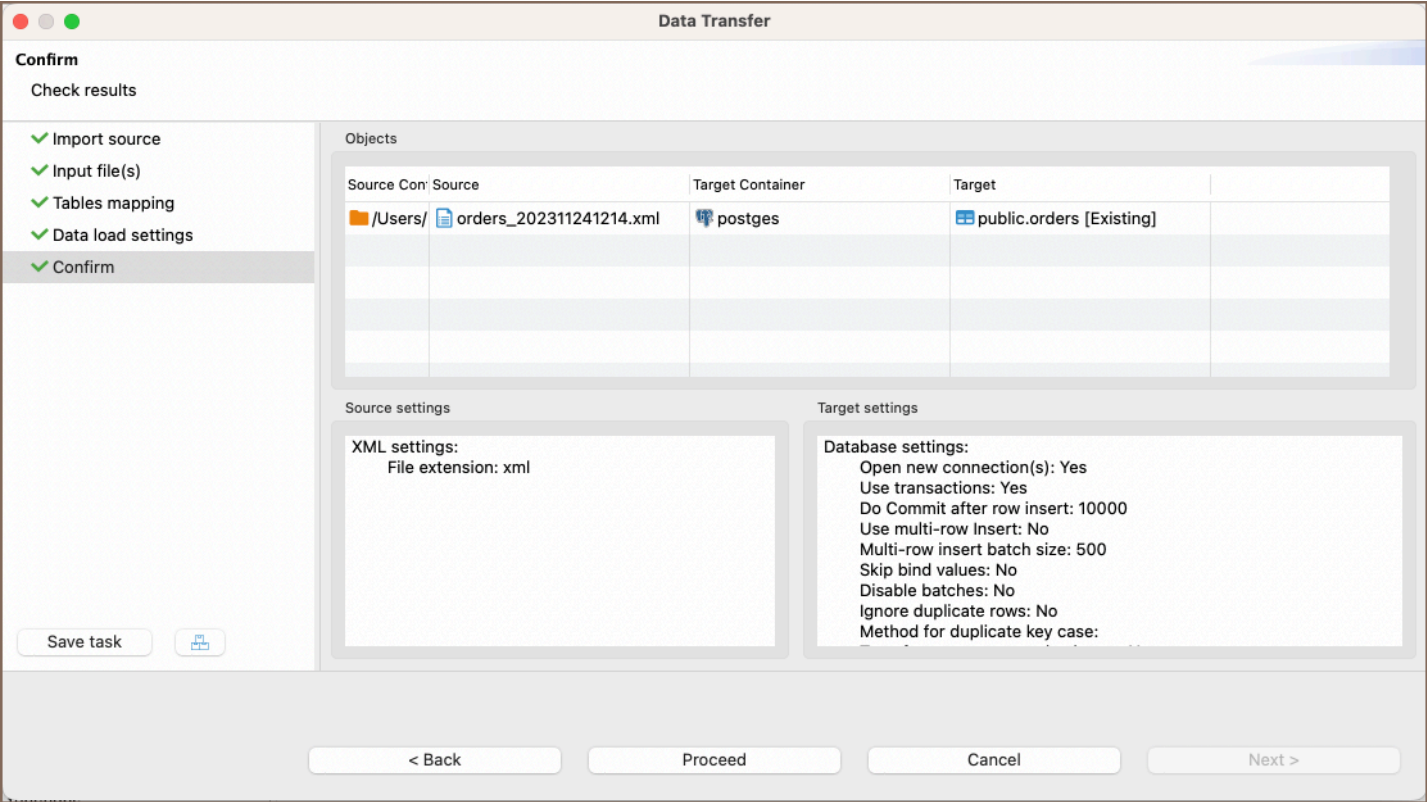 Data Transfer
Confirm
Check results
Import source
Input file(s)
Tables mapping
Data load settings
Confirm
Save task
Objects
Source Con Source Target Container Target
/Users/ orders_202311241214.xml postges public.orders [Existing]
Source settings
XML settings:
File extension: xml
Target settings
Database settings:
Open new connection(s): Yes
Use transactions: Yes
Do Commit after row insert: 10000
Use multi-row Insert: No
Multi-row insert batch size: 500
Skip bind values: No
Disable batches: No
Ignore duplicate rows: No
Method for duplicate key case:
< Back Proceed Cancel Next >